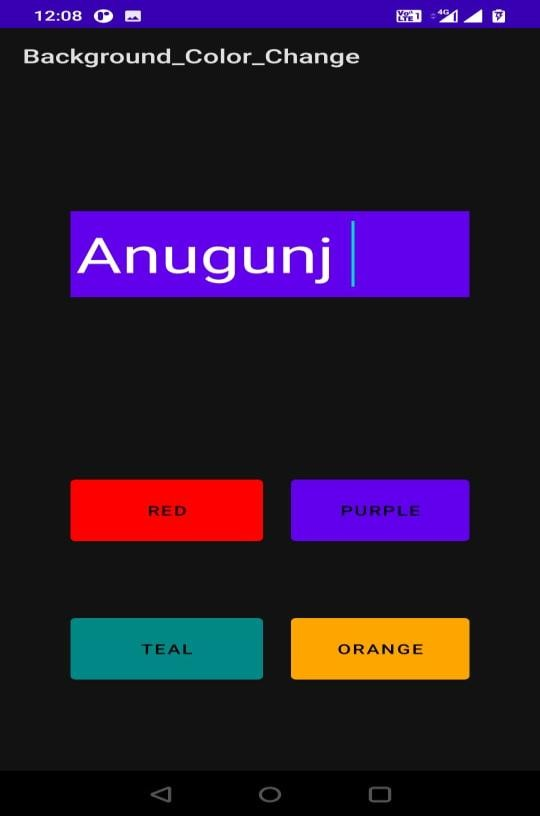 12:08
Background_Color_Change
Anugunj
RED PURPLE
TEAL ORANGE